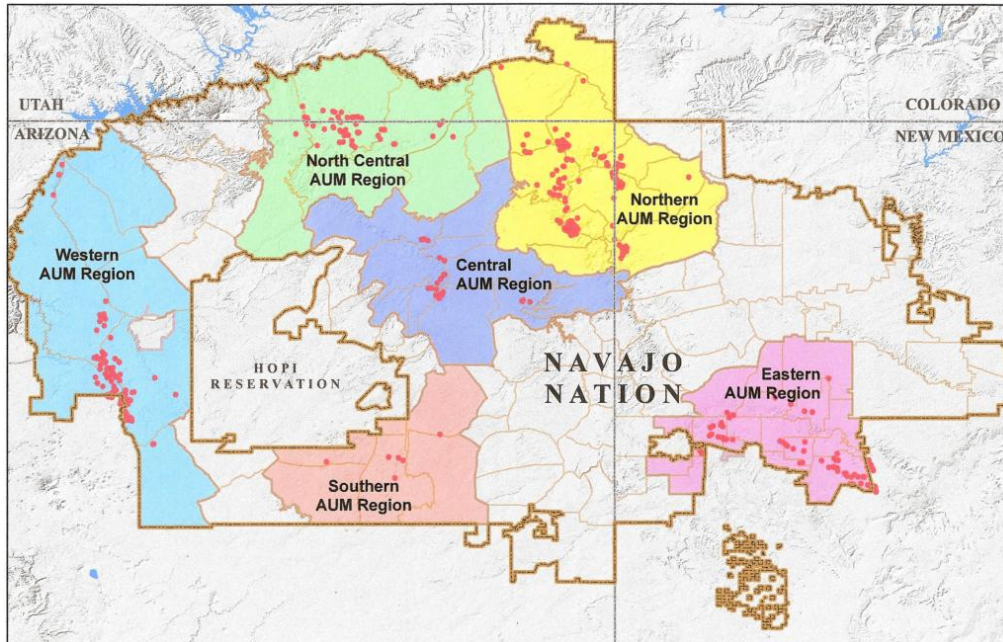 UTAH
COLORADO
ARIZONA
NEW MEXICO
North Central
AUM Region
Northern
AUM Region
Western
AUM Region
Central
AUM Region
HOPI
RESERVATION
NAVAJO
NATION
Eastern
AUM Region
Southern
AUM Region